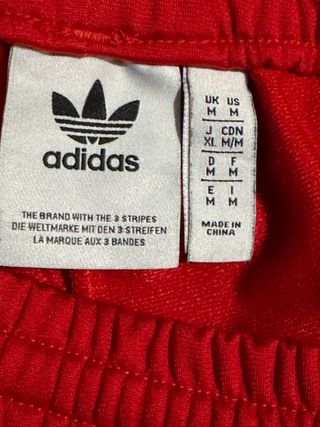 adidas
THE BRAND WITH THE 3 STRIPES
DIE WELTMARKE MIT DEN 3 STREIFEN
LA MARQUE AUX 3 BANDES
UK US
M M
J CDN
XL M/M
D F
M M
E I
M M
MADE IN
CHINA